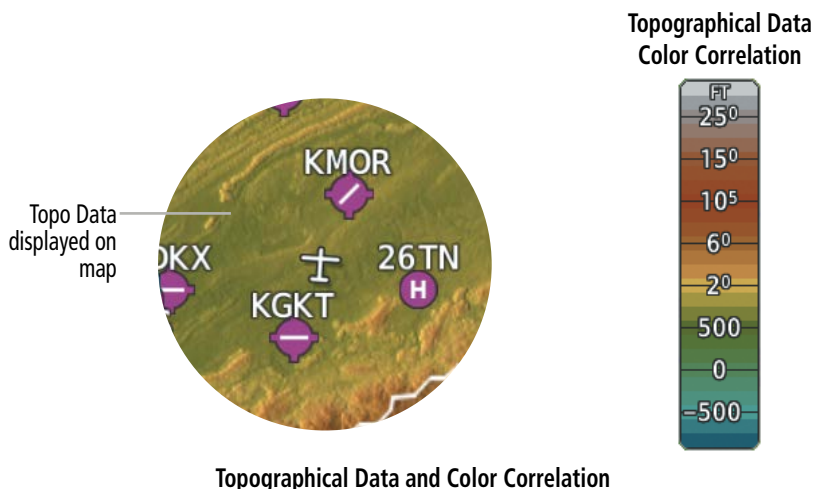 Topographical Data
Color Correlation
FT
25⁰
15⁰
10⁵
6⁰
2⁰
500
0
-500
KMOR
Topo Data
displayed on
map
DKX
26TN
H
KGKT
Topographical Data and Color Correlation